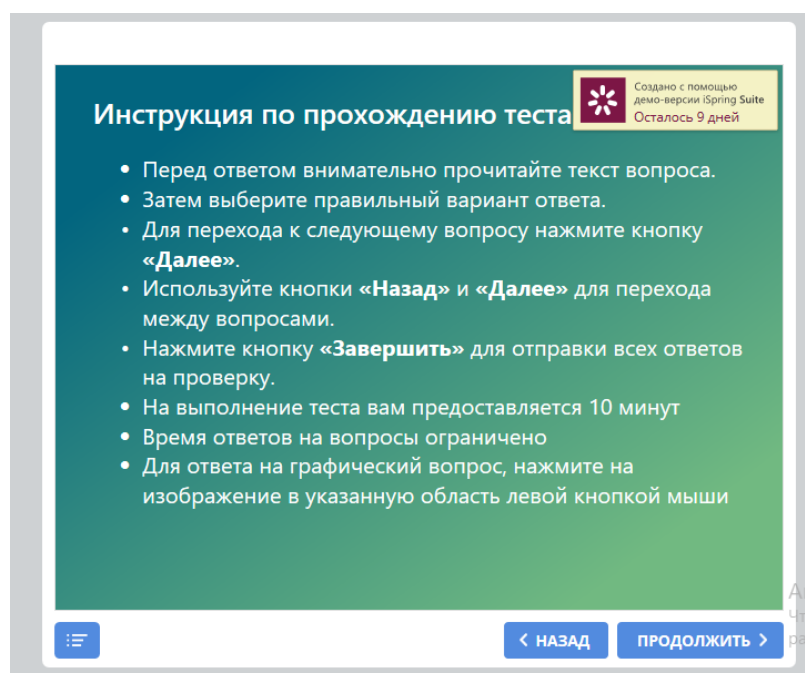 Создано с помощью
демо-версии iSpring Suite
Осталось 9 дней
Инструкция по прохождению теста
• Перед ответом внимательно прочитайте текст вопроса.
• Затем выберите правильный вариант ответа.
• Для перехода к следующему вопросу нажмите кнопку
«Далее».
• Используйте кнопки «Назад» и «Далее» для перехода
между вопросами.
• Нажмите кнопку «Завершить» для отправки всех ответов
на проверку.
• На выполнение теста вам предоставляется 10 минут
• Время ответов на вопросы ограничено
• Для ответа на графический вопрос, нажмите на
изображение в указанную область левой кнопкой мыши
НАЗАД
ПРОДОЛЖИТЬ